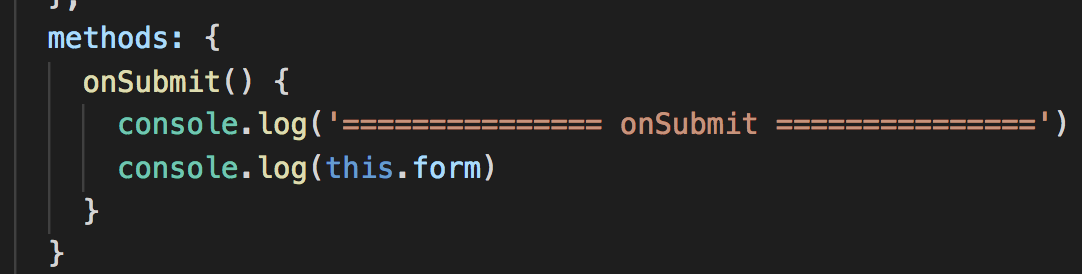 };
methods: {
onSubmit() {
console.log('=============== onSubmit ===============')
console.log(this.form)
}
}